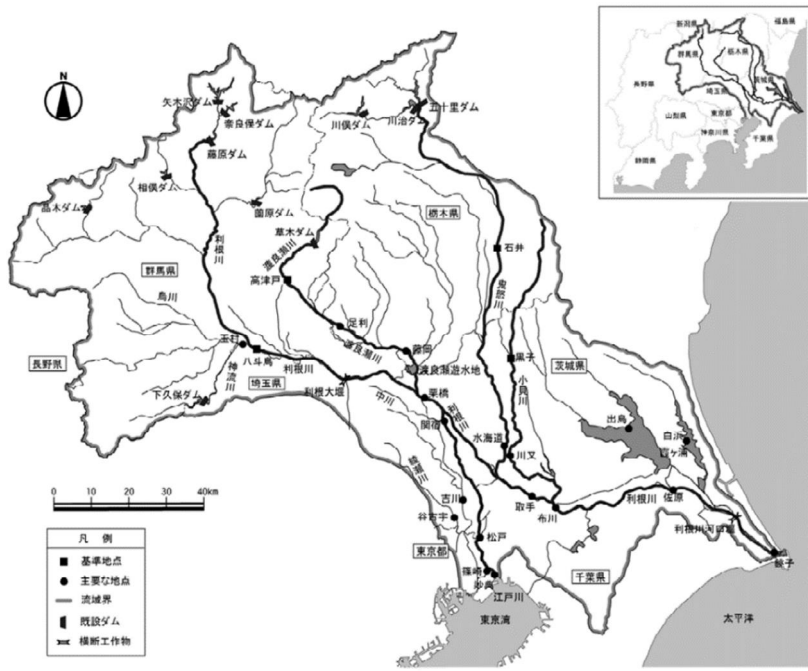 新潟県
福島県
群馬県
栃木県
長野県
茨城県
埼玉県
山梨県
東京都
神奈川県
千葉県
静岡県
N
矢木沢ダム
奈良俣ダム
川俣ダム
川治ダム
五十里ダム
藤原ダム
相俣ダム
品木ダム
薗原ダム
草木ダム
栃木県
石井
利根川
渡良瀬川
鬼怒川
群馬県
高津戸
烏川
足利
玉村
渡良瀬川
藤岡
黒子
八斗島
利根川
渡良瀬遊水地
小貝川
茨城県
長野県
神流川
埼玉県
利根大堰
下久保ダム
中川
栗橋
利根川
関宿
出島
白浜
水海道
川又
綾瀬川
0 10 20 40km
吉川
取手
布川
利根川
佐原
谷古宇
利根川河口堰
松戸
東京都
凡 例
基準地点
主要な地点
流域界
既設ダム
横断工作物
篠崎
妙典
江戸川
千葉県
銚子
東京湾
太平洋